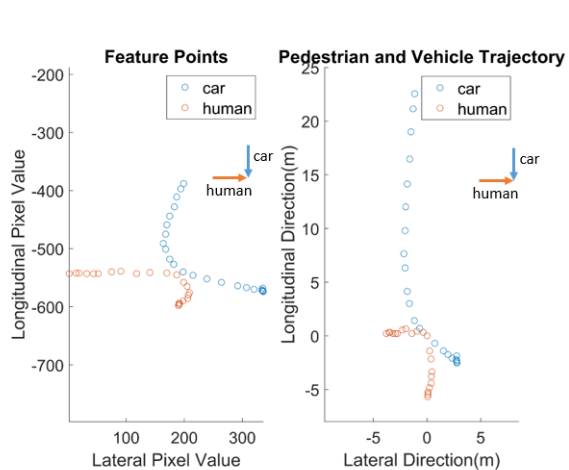 Feature Points
-200
-300
-400
-500
-600
-700
100
200
300
Longitudinal Pixel Value
Lateral Pixel Value
car
human
car
human
Pedestrian and Vehicle Trajectory
25
20
15
10
5
0
-5
-5
0
5
Longitudinal Direction(m)
Lateral Direction(m)
car
human
car
human